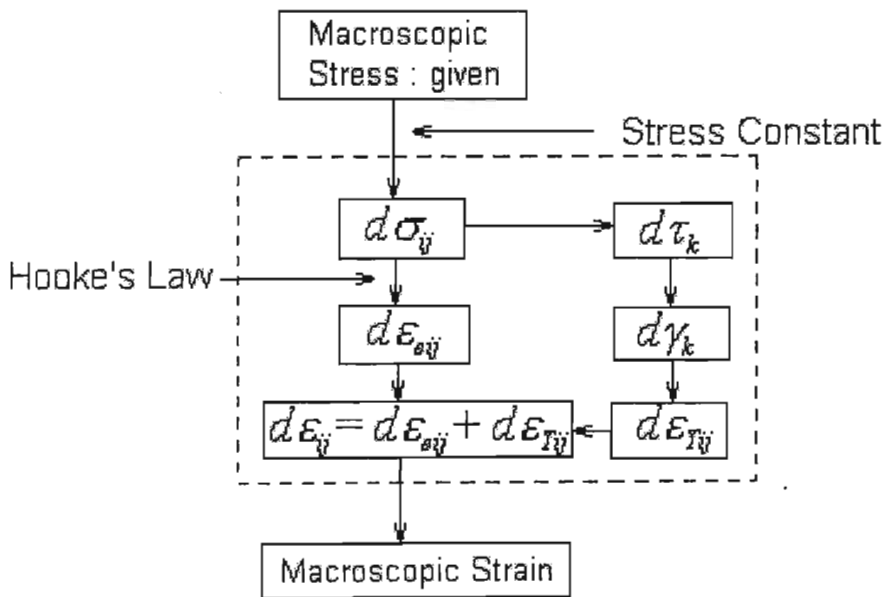 Macroscopic
Stress : given
Stress Constant
dσij
dτk
Hooke's Law
dεeij
dγk
dεij = dεeij + dεTij
dεTij
Macroscopic Strain